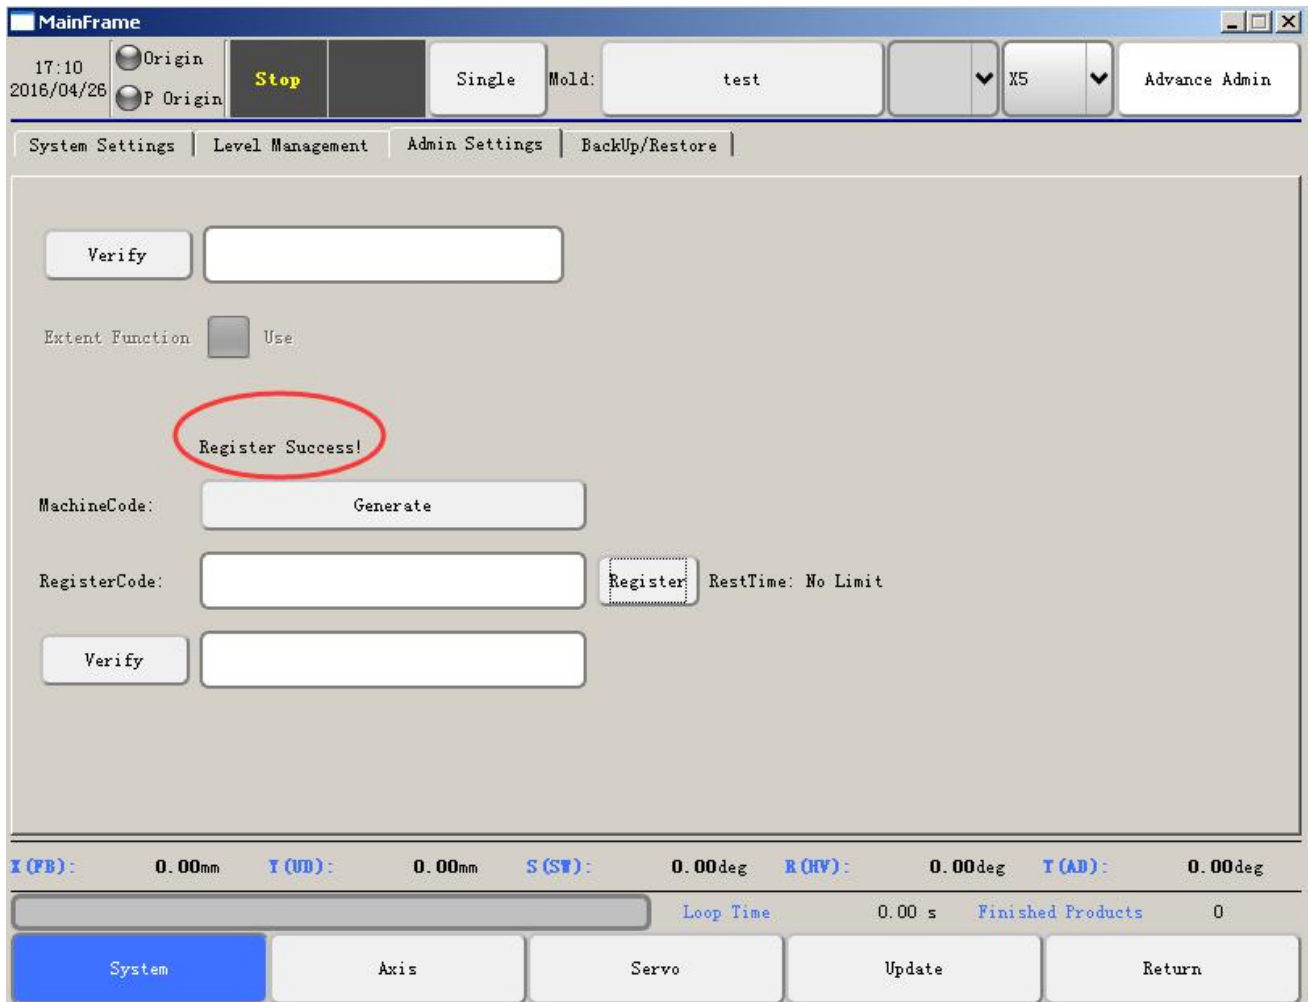 MainFrame
17:10
2016/04/26
Origin
P Origin
Stop
Single
Mold:
test
X5
Advance Admin
System Settings
Level Management
Admin Settings
BackUp/Restore
Verify
Extent Function
Use
Register Success!
MachineCode:
Generate
RegisterCode:
Register
RestTime: No Limit
Verify
X(FB): 0.00mm Y(UD): 0.00mm S(SW): 0.00deg R(HV): 0.00deg T(AD): 0.00deg
Loop Time 0.00 s Finished Products 0
System
Axis
Servo
Update
Return